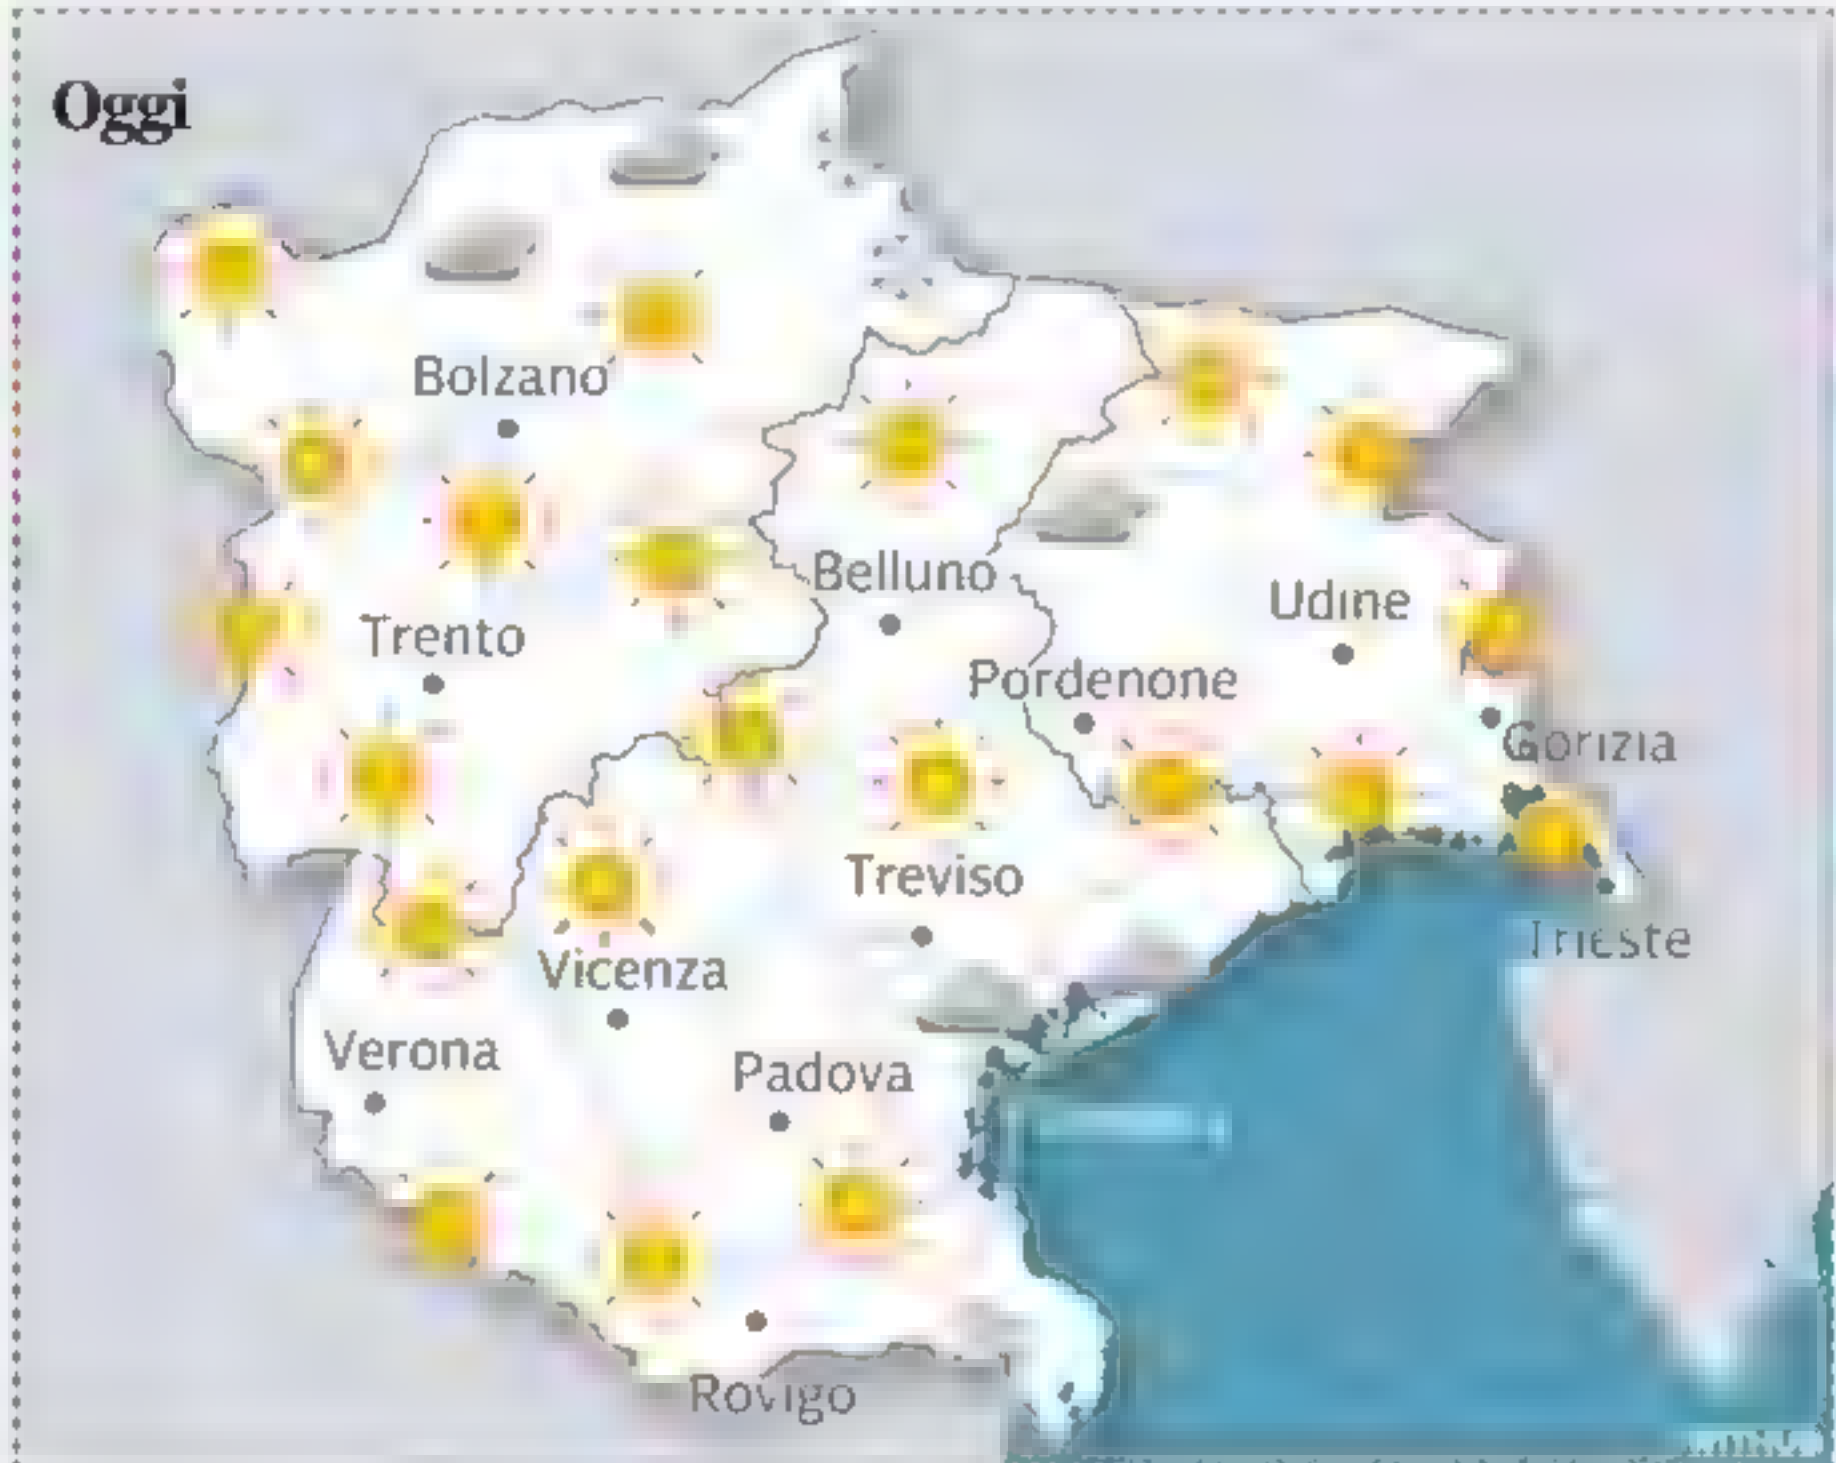 Oggi
Bolzano
Belluno
Udine
Trento
Pordenone
Gorizia
Treviso
Trieste
Vicenza
Verona
Padova
Rovigo